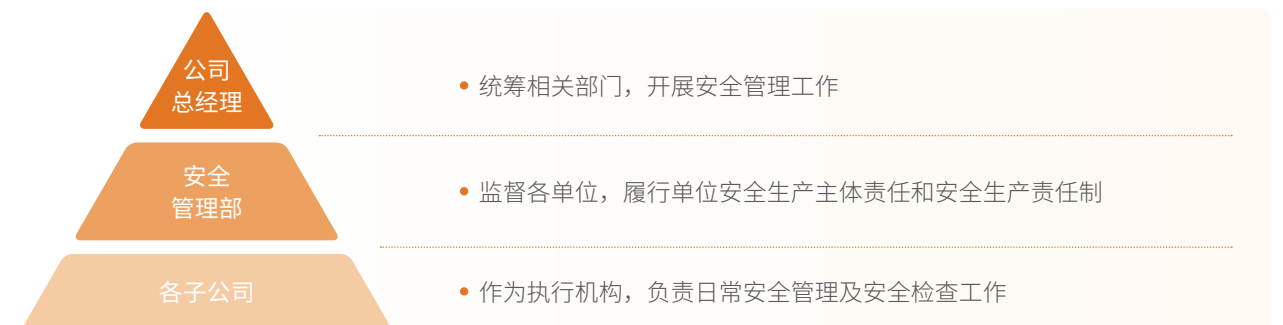 公司
总经理
统筹相关部门，开展安全管理工作
安全
管理部
监督各单位，履行单位安全生产主体责任和安全生产责任制
各子公司
作为执行机构，负责日常安全管理及安全检查工作